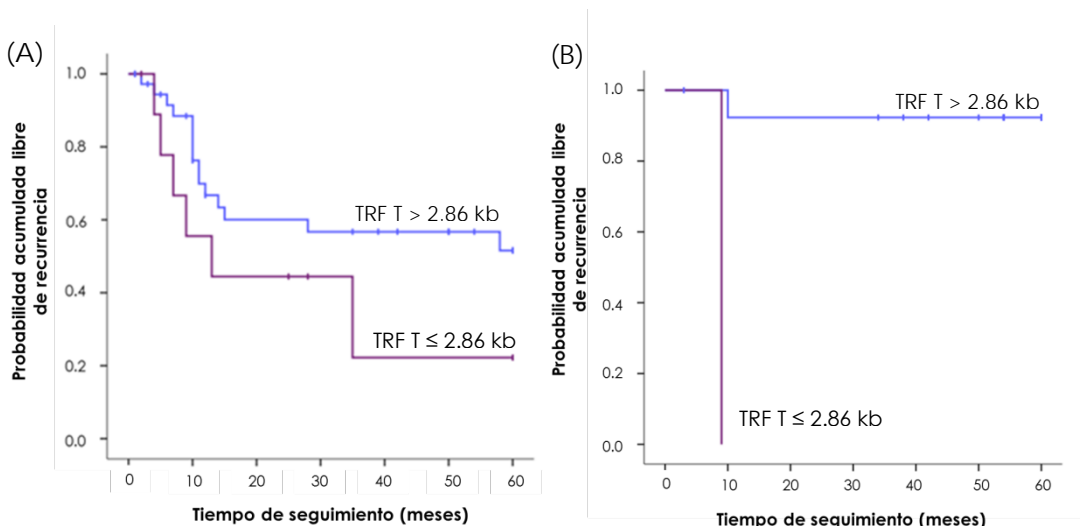 (A)
Probabilidad acumulada libre
de recurrencia
1.0
0.8
0.6
0.4
0.2
0.0
TRF T > 2.86 kb
TRF T ≤ 2.86 kb
0 10 20 30 40 50 60
Tiempo de seguimiento (meses)
(B)
Probabilidad acumulada libre
de recurrencia
1.0
0.8
0.6
0.4
0.2
0.0
TRF T > 2.86 kb
TRF T ≤ 2.86 kb
0 10 20 30 40 50 60
Tiempo de seguimiento (meses)